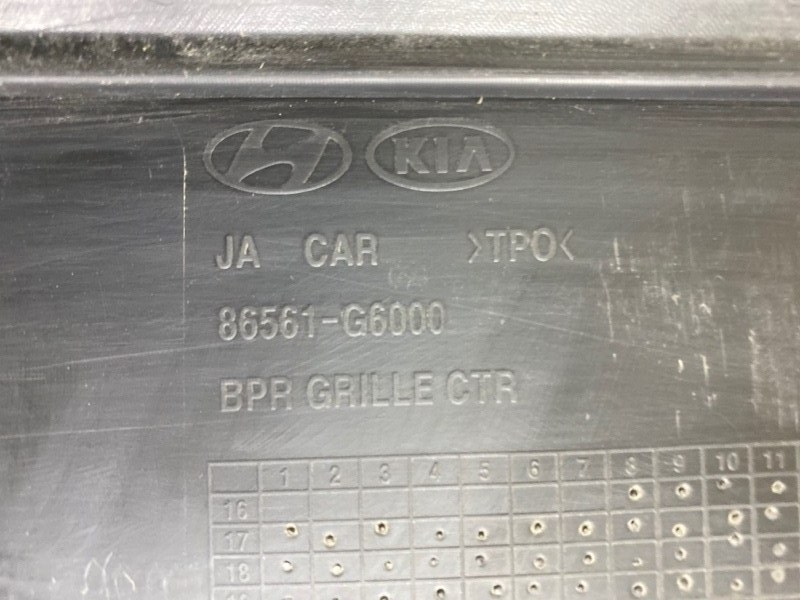 KIA
JA CAR >TPO<
86561-G6000
BPR GRILLE CTR
1 2 3 4 5 6 7 8 9 10 11
16
17
18